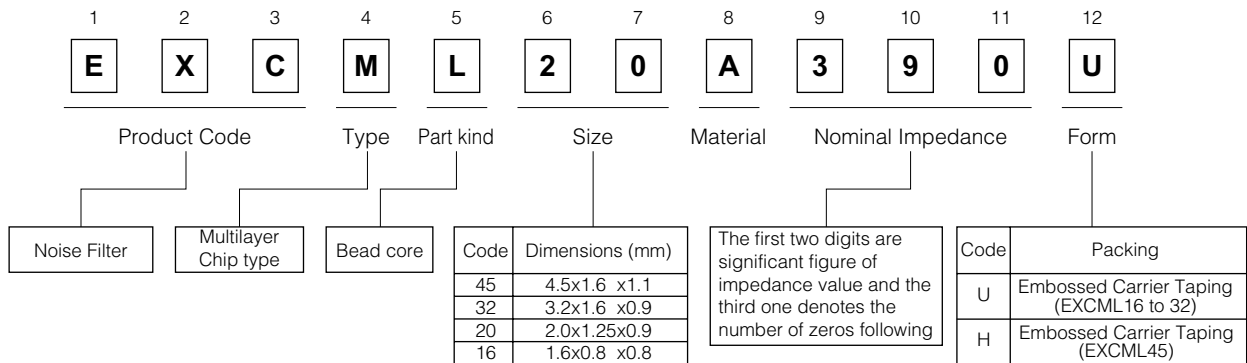 1 2 3 4 5 6 7 8 9 10 11 12
E X C M L 2 0 A 3 9 0 U
Product Code Type Part kind Size Material Nominal Impedance Form
Noise Filter
Multilayer
Chip type
Bead core
Code Dimensions (mm)
45 4.5x1.6 x1.1
32 3.2x1.6 x0.9
20 2.0x1.25x0.9
16 1.6x0.8 x0.8
The first two digits are
significant figure of
impedance value and the
third one denotes the
number of zeros following
Code Packing
U Embossed Carrier Taping
(EXCML16 to 32)
H Embossed Carrier Taping
(EXCML45)